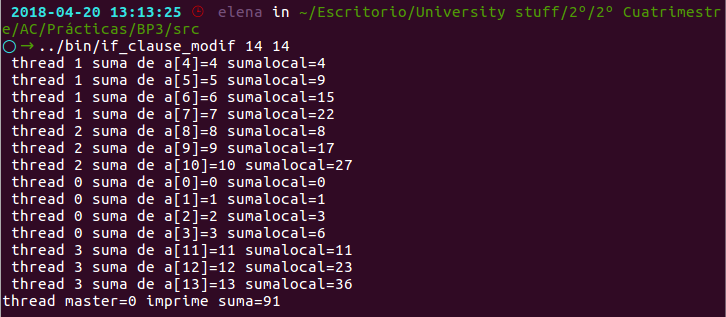 2018-04-20 13:13:25 elena in ~/Escritorio/University stuff/2º/2º Cuatrimestr
e/AC/Prácticas/BP3/src
→../bin/if_clause_modif 14 14
thread 1 suma de a[4]=4 sumalocal=4
thread 1 suma de a[5]=5 sumalocal=9
thread 1 suma de a[6]=6 sumalocal=15
thread 1 suma de a[7]=7 sumalocal=22
thread 2 suma de a[8]=8 sumalocal=8
thread 2 suma de a[9]=9 sumalocal=17
thread 2 suma de a[10]=10 sumalocal=27
thread 0 suma de a[0]=0 sumalocal=0
thread 0 suma de a[1]=1 sumalocal=1
thread 0 suma de a[2]=2 sumalocal=3
thread 0 suma de a[3]=3 sumalocal=6
thread 3 suma de a[11]=11 sumalocal=11
thread 3 suma de a[12]=12 sumalocal=23
thread 3 suma de a[13]=13 sumalocal=36
thread master=0 imprime suma=91